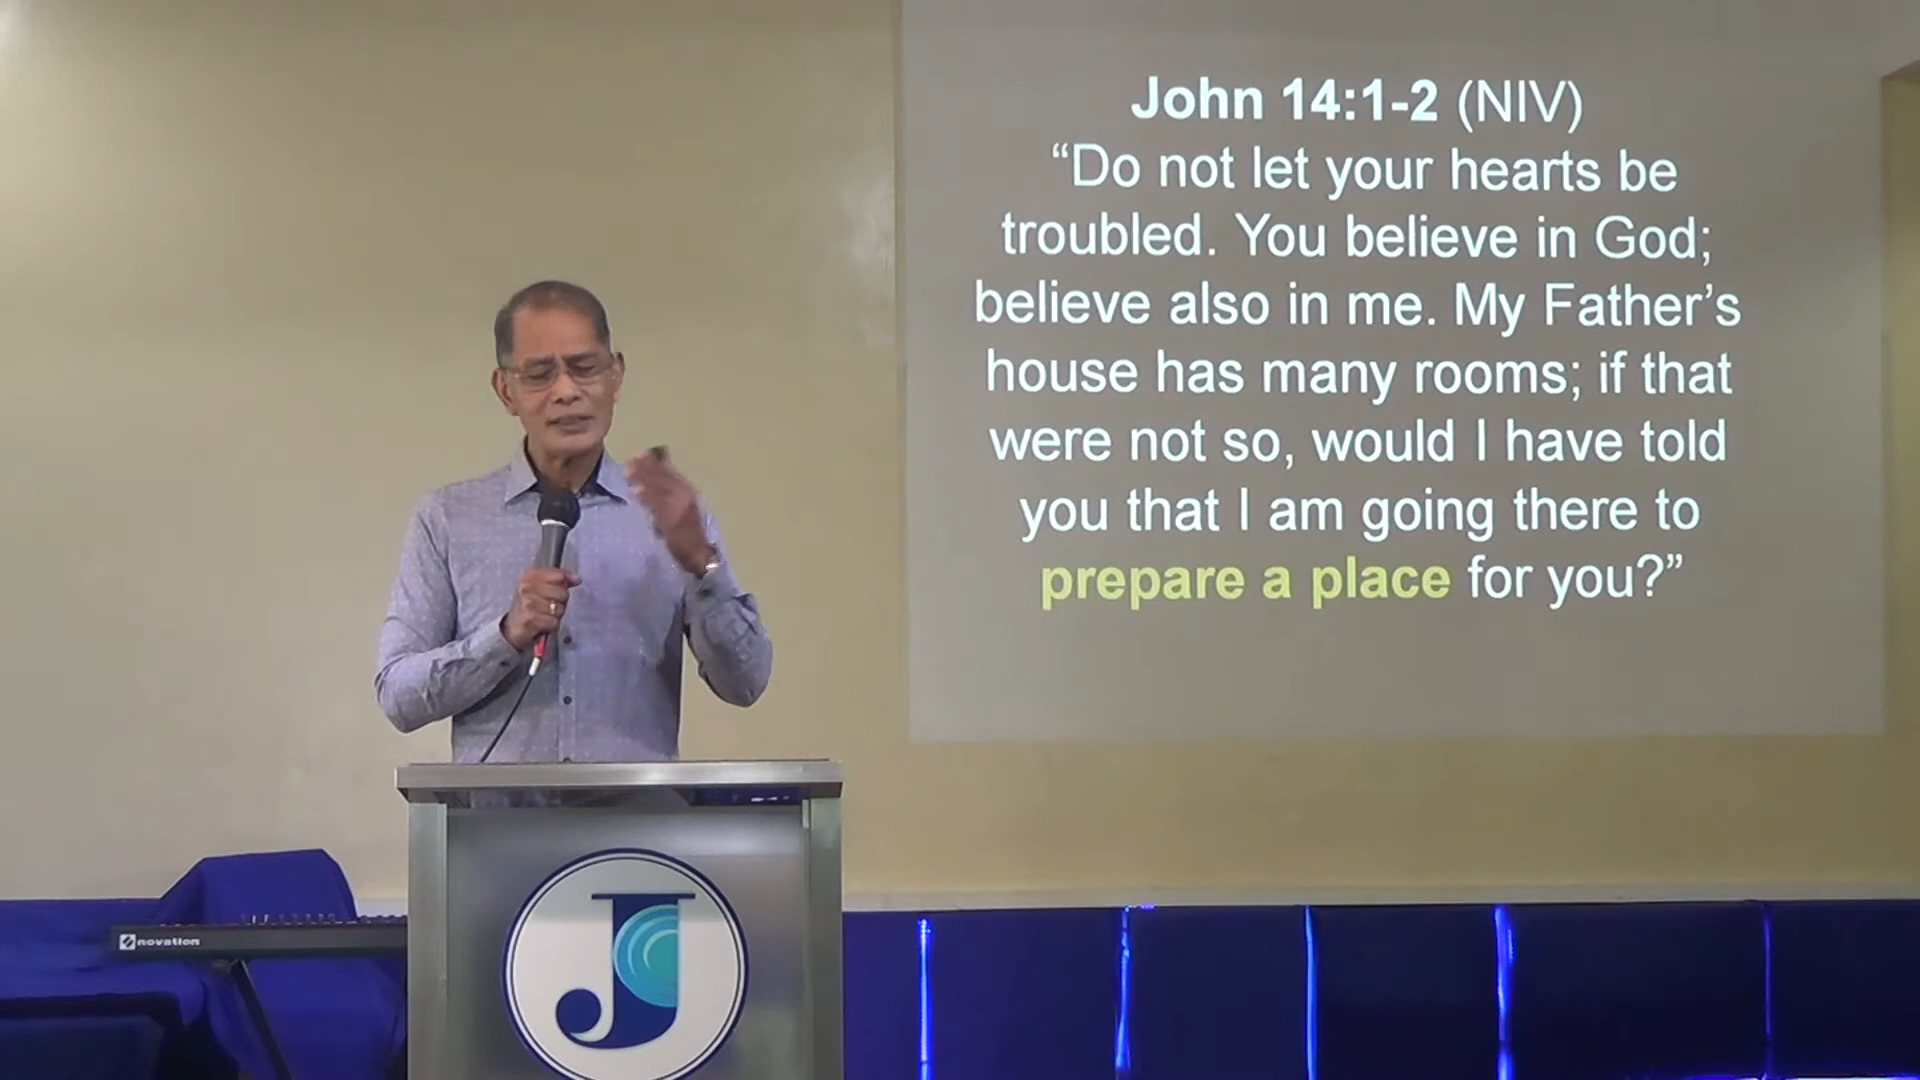 John 14:1-2 (NIV)
“Do not let your hearts be
troubled. You believe in God;
believe also in me. My Father’s
house has many rooms; if that
were not so, would I have told
you that I am going there to
prepare a place for you?”
novation
J